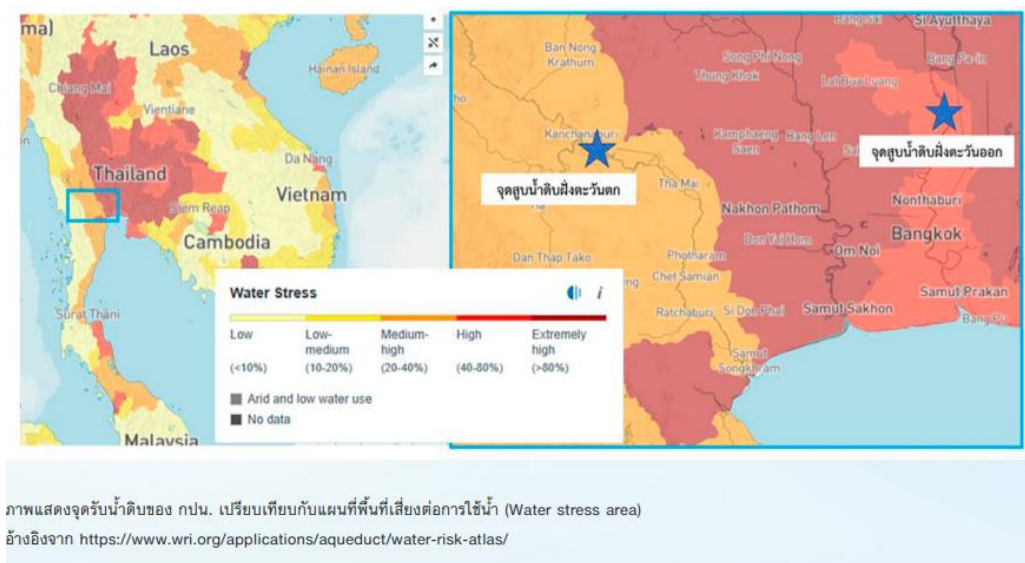 ma)
Laos
Hainan Island
Chiang Mai
Vientiane
Da Nang
Thailand
Vietnam
Siem Reap
Cambodia
Surat Thani
Malaysia
Water Stress
i
Low
Low-medium
Medium-high
High
Extremely high
(<10%)
(10-20%)
(20-40%)
(40-80%)
(>80%)
Arid and low water use
No data
Bang Sai
Si Ayutthaya
Ban Nong Krathum
Song Phi Nong
Bang Pa-in
Thung Khok
Lat Bua Luang
ho
Kanchanaburi
Kamphaeng Saen
Bang Len
จุดสูบน้ำดิบฝั่งตะวันออก
จุดสูบน้ำดิบฝั่งตะวันตก
Tha Mai
Nakhon Pathom
Nonthaburi
Don Yai Hom
Bangkok
Om Noi
Dan Thap Tako
Photharam
Chet Samian
Ratchaburi
Si Don Phai
Samut Sakhon
Samut Prakan
Bang Pu
Samut Songkhram
ภาพแสดงจุดรับน้ำดิบของ กปน. เปรียบเทียบกับแผนที่พื้นที่เสี่ยงต่อการใช้น้ำ (Water stress area)
อ้างอิงจาก https://www.wri.org/applications/aqueduct/water-risk-atlas/